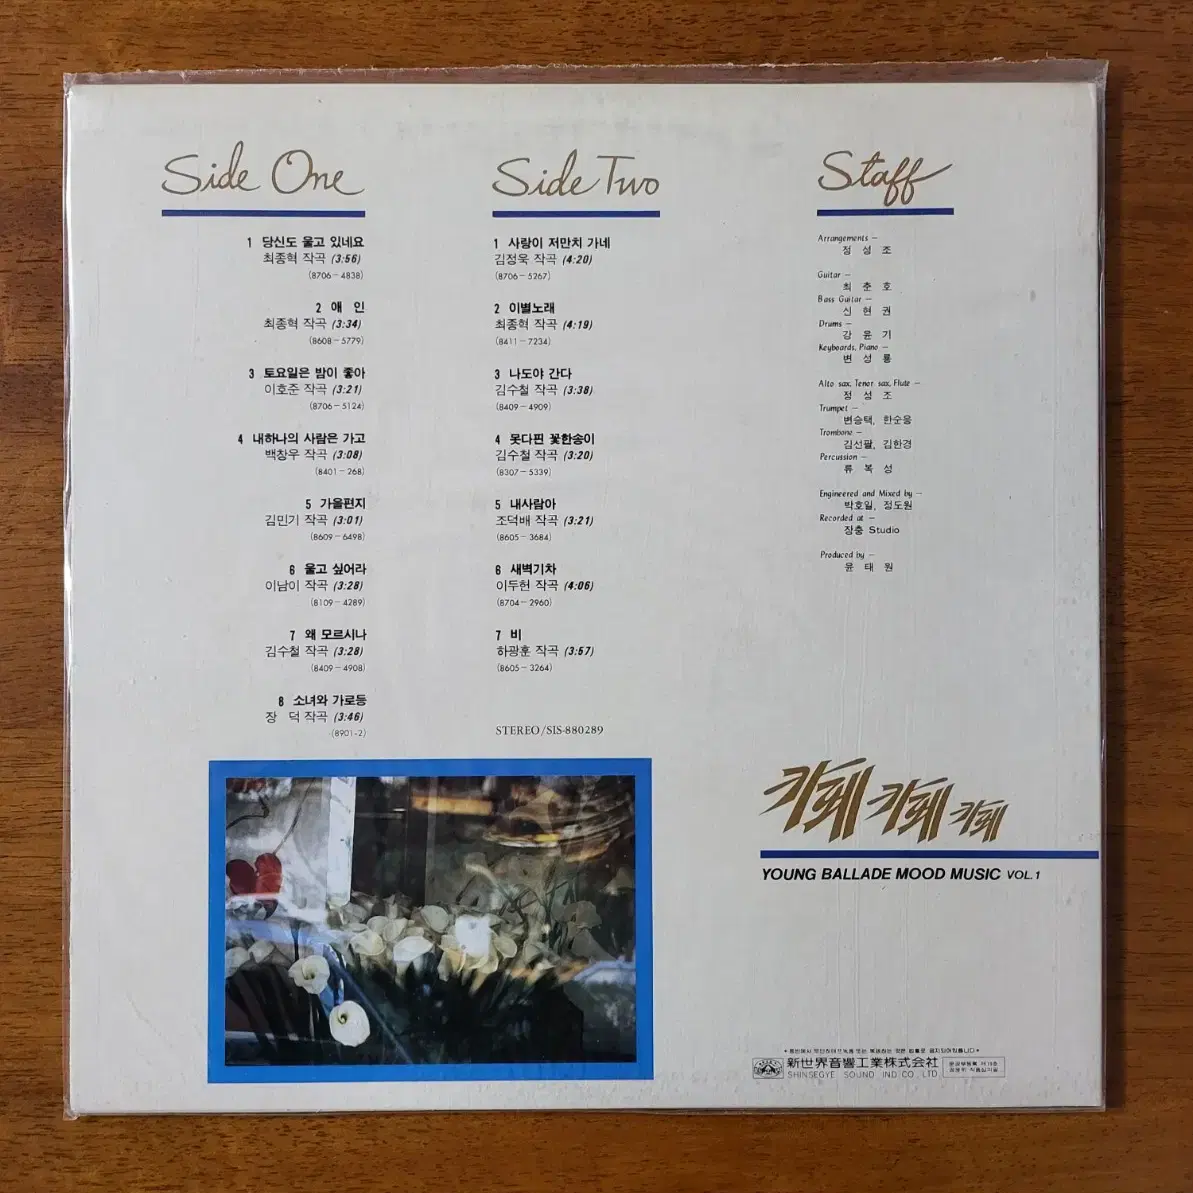 Side One
1 당신도 울고 있네요
최종혁 작곡 (3:56)
(8706-4838)
2 애 인
최종혁 작곡 (3:34)
(8608-5779)
3 토요일은 밤이 좋아
이호준 작곡 (3:21)
(8706-5124)
4 내하나의 사람은 가고
백창우 작곡 (3:08)
(8401-268)
5 가을편지
김민기 작곡 (3:01)
(8609-6498)
6 울고 싶어라
이남이 작곡 (3:28)
(8109-4289)
7 왜 모르시나
김수철 작곡 (3:28)
(8409-4908)
8 소녀와 가로등
장 덕 작곡 (3:46)
(8901-2)
Side Two
1 사랑이 저만치 가네
김정욱 작곡 (4:20)
(8706-5267)
2 이별노래
최종혁 작곡 (4:19)
(8411-7234)
3 나도야 간다
김수철 작곡 (3:38)
(8409-4909)
4 못다핀 꽃한송이
김수철 작곡 (3:20)
(8307-5339)
5 내사람아
조덕배 작곡 (3:21)
(8605-3684)
6 새벽기차
이두헌 작곡 (4:06)
(8704-2960)
7 비
하광훈 작곡 (3:57)
(8605-3264)
STEREO/SIS-880289
Staff
Arrangements —
정 성 조
Guitar —
최 춘 호
Bass Guitar —
신 현 권
Drums —
강 윤 기
Keyboards, Piano —
변 성 룡
Alto sax, Tenor sax, Flute —
정 성 조
Trumpet —
변승택, 한순응
Trombone —
김선팔, 김한경
Percussion —
류 복 성
Engineered and Mixed by —
박호일, 정도원
Recorded at —
장충 Studio
Produced by —
윤 태 원
카페 카페 카페
YOUNG BALLADE MOOD MUSIC VOL.1
新世界音響工業株式会社
SHINSEGYE SOUND IND CO., LTD.